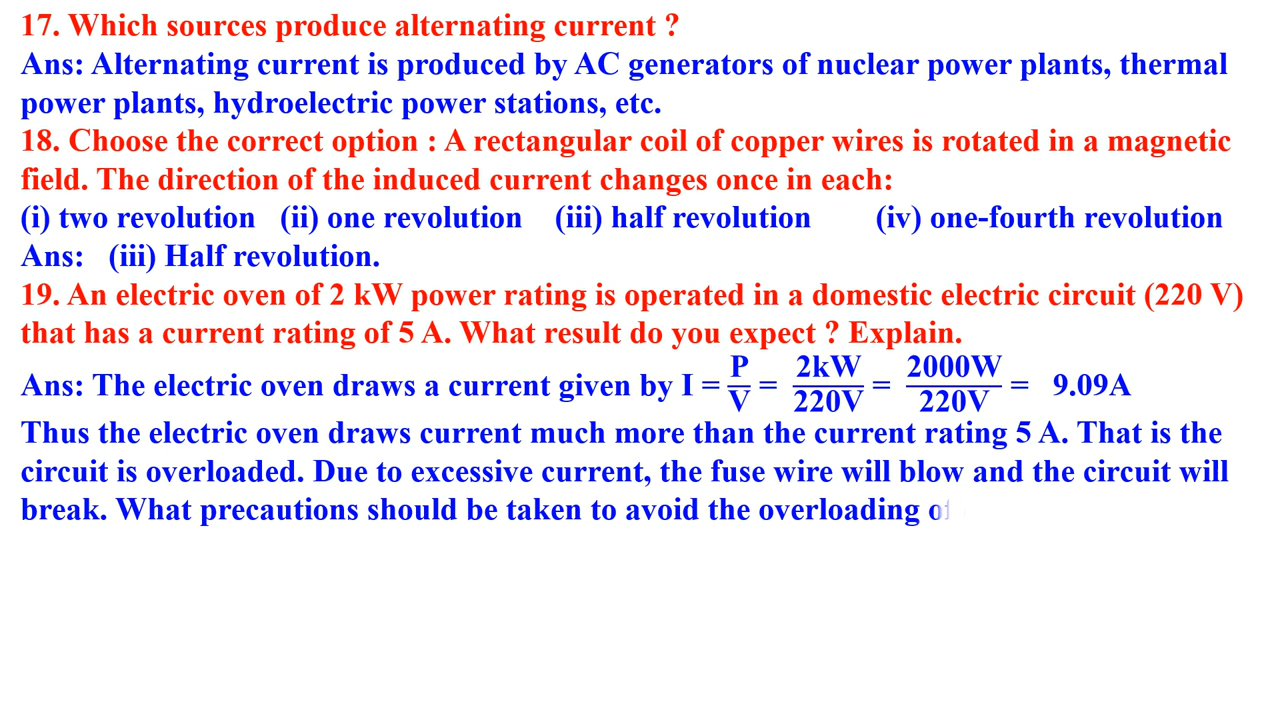 17. Which sources produce alternating current ?
Ans: Alternating current is produced by AC generators of nuclear power plants, thermal
power plants, hydroelectric power stations, etc.
18. Choose the correct option : A rectangular coil of copper wires is rotated in a magnetic
field. The direction of the induced current changes once in each:
(i) two revolution (ii) one revolution (iii) half revolution (iv) one-fourth revolution
Ans: (iii) Half revolution.
19. An electric oven of 2 kW power rating is operated in a domestic electric circuit (220 V)
that has a current rating of 5 A. What result do you expect ? Explain.
Ans: The electric oven draws a current given by I = P/V = 2kW/220V = 2000W/220V = 9.09A
Thus the electric oven draws current much more than the current rating 5 A. That is the
circuit is overloaded. Due to excessive current, the fuse wire will blow and the circuit will
break. What precautions should be taken to avoid the overloading of